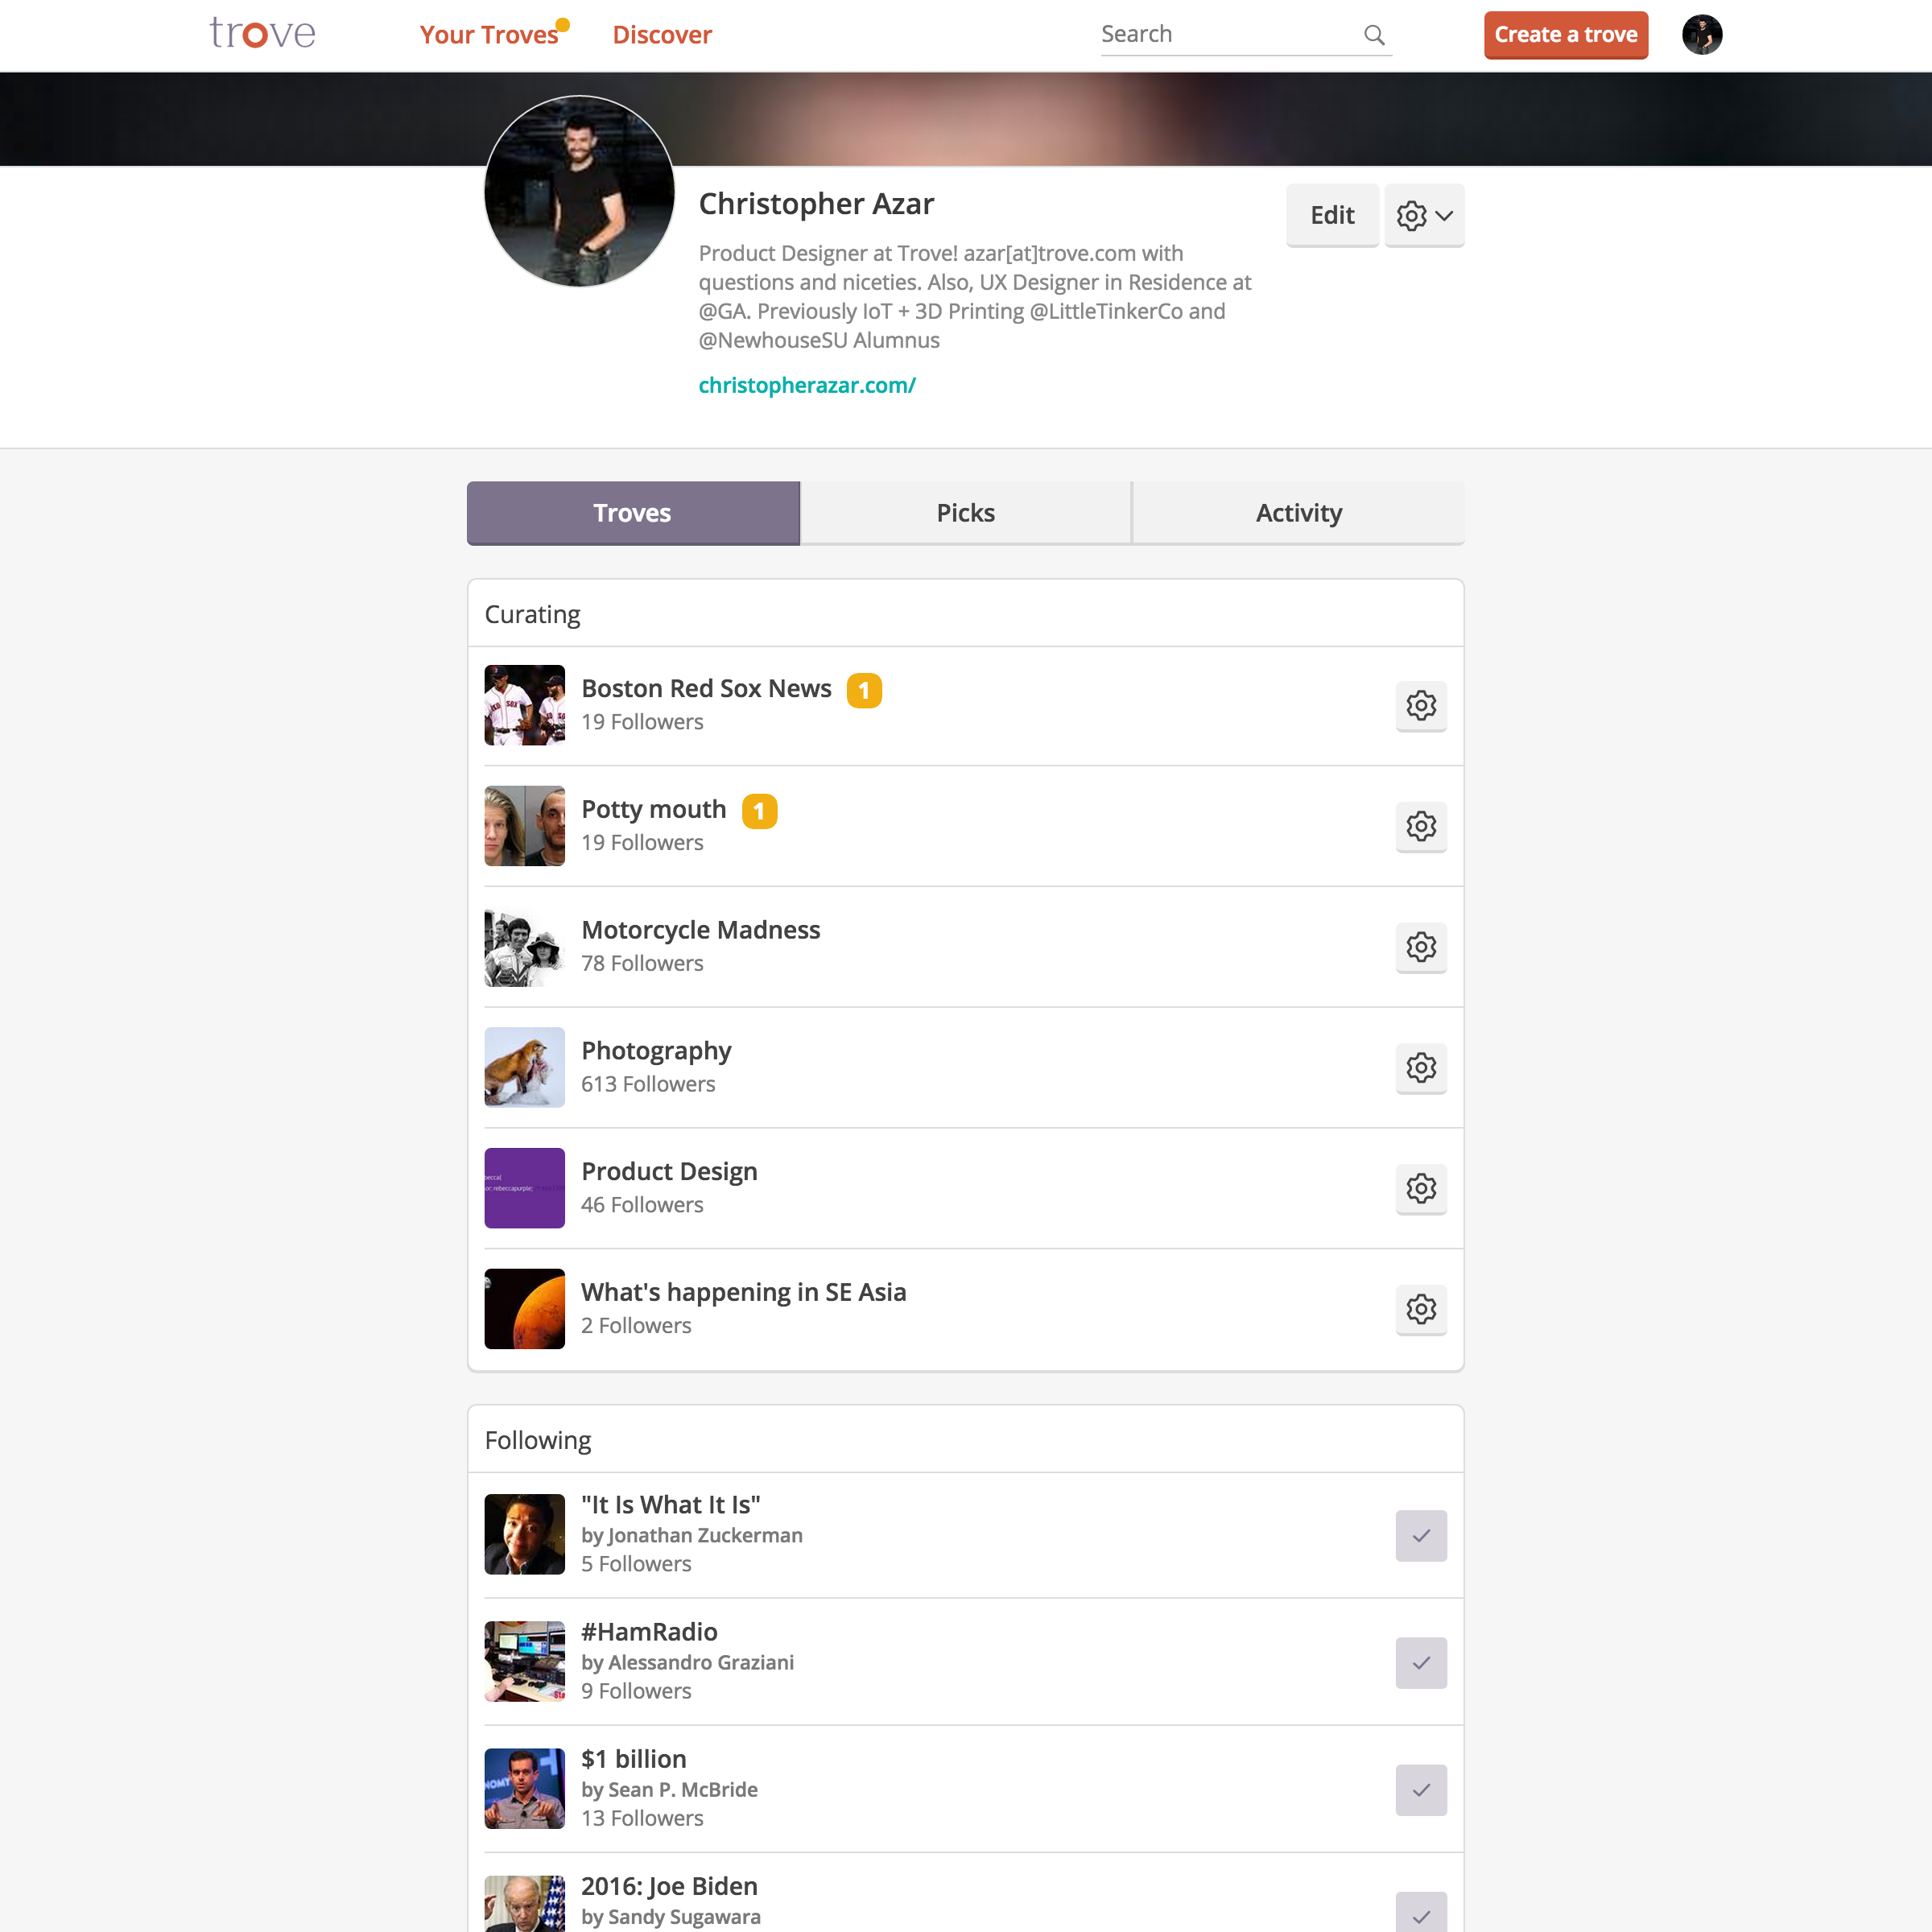 trove
Your Troves
Discover
Search
Create a trove
Christopher Azar
Edit
Product Designer at Trove! azar[at]trove.com with
questions and niceties. Also, UX Designer in Residence at
@GA. Previously IoT + 3D Printing @LittleTinkerCo and
@NewhouseSU Alumnus
christopherazar.com/
Troves
Picks
Activity
Curating
Boston Red Sox News 1
19 Followers
Potty mouth 1
19 Followers
Motorcycle Madness
78 Followers
Photography
613 Followers
Product Design
46 Followers
What's happening in SE Asia
2 Followers
Following
"It Is What It Is"
by Jonathan Zuckerman
5 Followers
#HamRadio
by Alessandro Graziani
9 Followers
$1 billion
by Sean P. McBride
13 Followers
2016: Joe Biden
by Sandy Sugawara